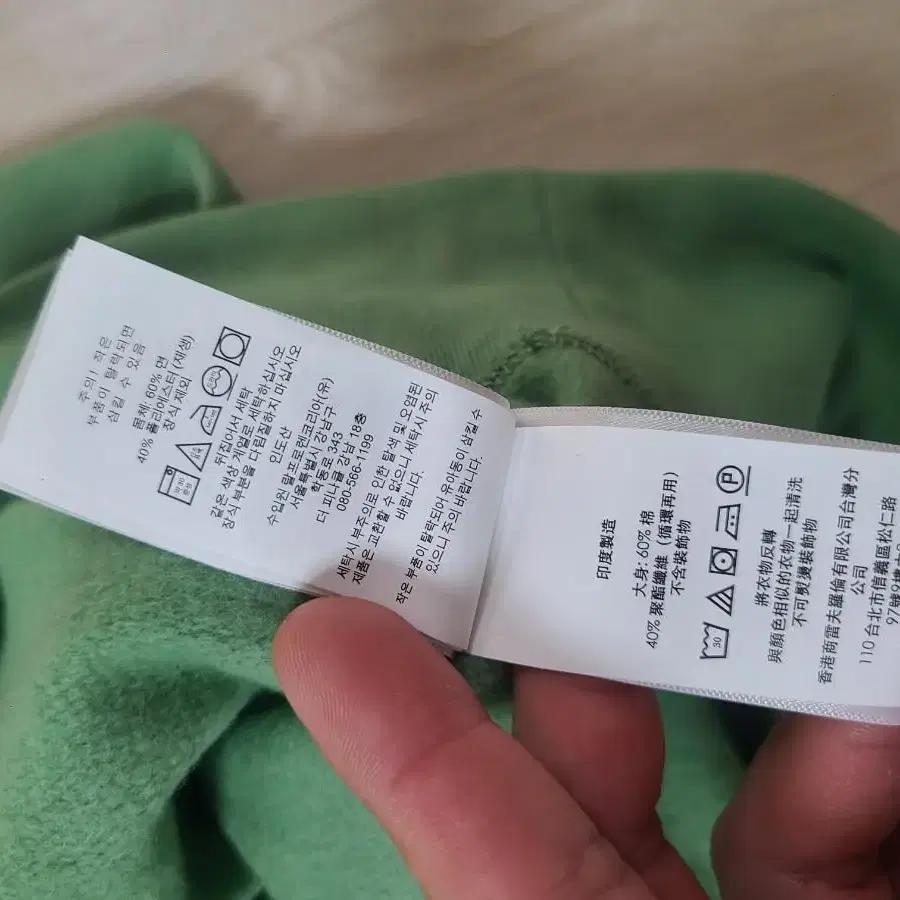 주의! 작은
부품이 탈락되면
삼킬 수 있음
몸체: 60% 면
40% 폴리에스터 (재생)
장식 제외
뒤집어서 세탁
같은 색상 계열로 세탁하십시오
장식 부분을 다림질하지 마십시오
인도산
수입원 랄프로렌코리아(유)
서울특별시 강남구
학동로 343
더 피나클 강남 18층
080-566-1199
세탁시 부주의로 인한 탈색 및 오염된
제품은 교환할 수 없으니 세탁시 주의
바랍니다.
작은 부품이 탈락되어 유아동이 삼킬수
있으니 주의 바랍니다.
印度製造
大身: 60% 棉
40% 聚酯纖維 (循環再用)
不含裝飾物
30
P
將衣物反轉
與顏色相似的衣物一起清洗
不可熨燙裝飾物
香港商雷夫羅倫有限公司台灣分
公司
110台北市信義區松仁路